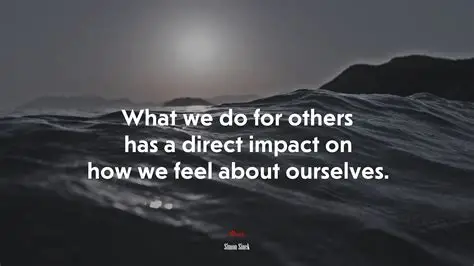 What we do for others
has a direct impact on
how we feel about ourselves.
Simon Sinek